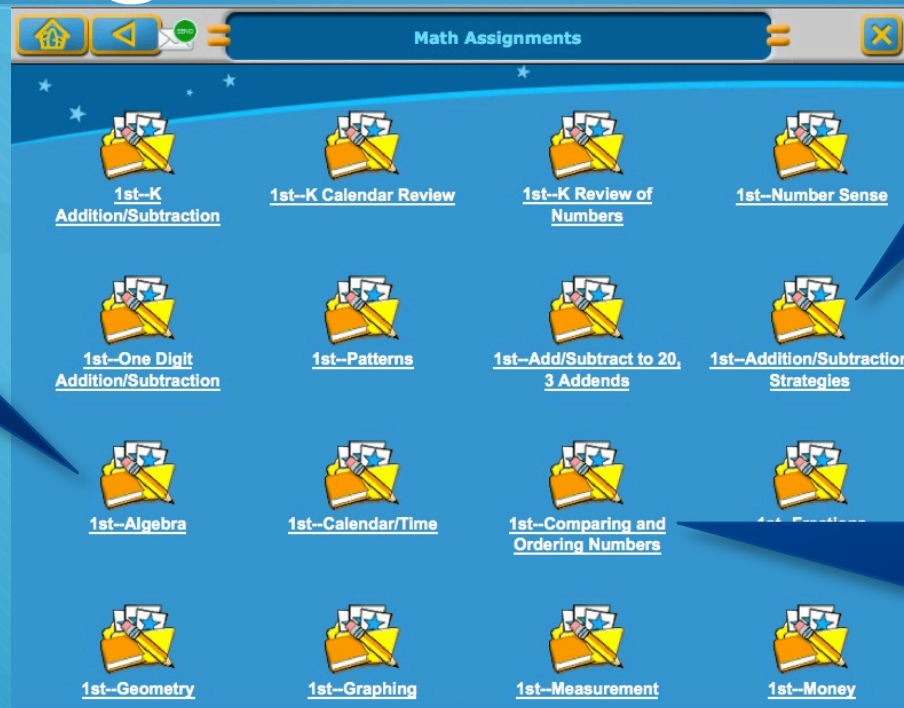 SEND
Math Assignments
1st--K
Addition/Subtraction
1st--K Calendar Review
1st--K Review of
Numbers
1st--Number Sense
1st--One Digit
Addition/Subtraction
1st--Patterns
1st--Add/Subtract to 20,
3 Addends
1st--Addition/Subtraction
Strategies
1st--Algebra
1st--Calendar/Time
1st--Comparing and
Ordering Numbers
1st--Fractions
1st--Geometry
1st--Graphing
1st--Measurement
1st--Money